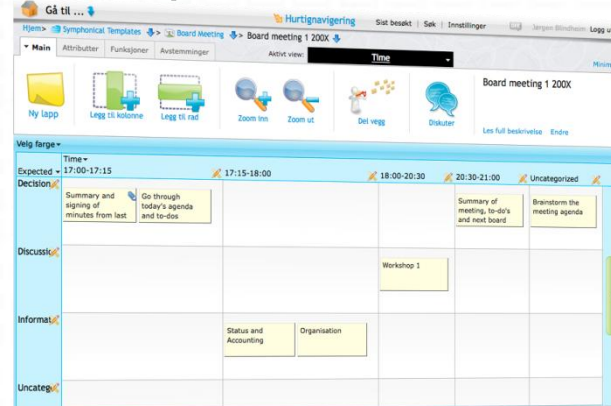 Gå til ...
Hurtignavigering
Sist besøkt | Søk | Innstillinger
Jørgen Blindheim Logg u
Hjem> Symphonical Templates > Board Meeting > Board meeting 1 200X
Main Attributter Funksjoner Avstemminger
Aktivt view: Time
Minim
Ny lapp
Legg til kolonne
Legg til rad
Zoom inn
Zoom ut
Del vegg
Diskuter
Board meeting 1 200X
Les full beskrivelse Endre
Velg farge
Time
Expected 17:00-17:15 17:15-18:00 18:00-20:30 20:30-21:00 Uncategorized
Decision
Summary and
signing of
minutes from last
Go through
today's agenda
and to-dos
Summary of
meeting, to-do's
and next board
Brainstorm the
meeting agenda
Discussic
Workshop 1
Informat
Status and
Accounting
Organisation
Uncateg